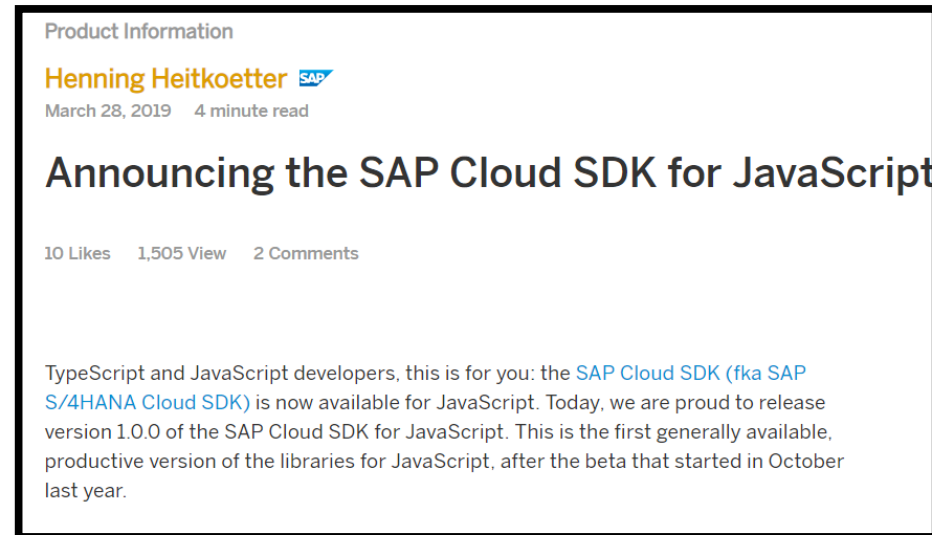 Product Information
Henning Heitkoetter SAP
March 28, 2019 4 minute read
Announcing the SAP Cloud SDK for JavaScript
10 Likes 1,505 View 2 Comments
TypeScript and JavaScript developers, this is for you: the SAP Cloud SDK (fka SAP
S/4HANA Cloud SDK) is now available for JavaScript. Today, we are proud to release
version 1.0.0 of the SAP Cloud SDK for JavaScript. This is the first generally available,
productive version of the libraries for JavaScript, after the beta that started in October
last year.